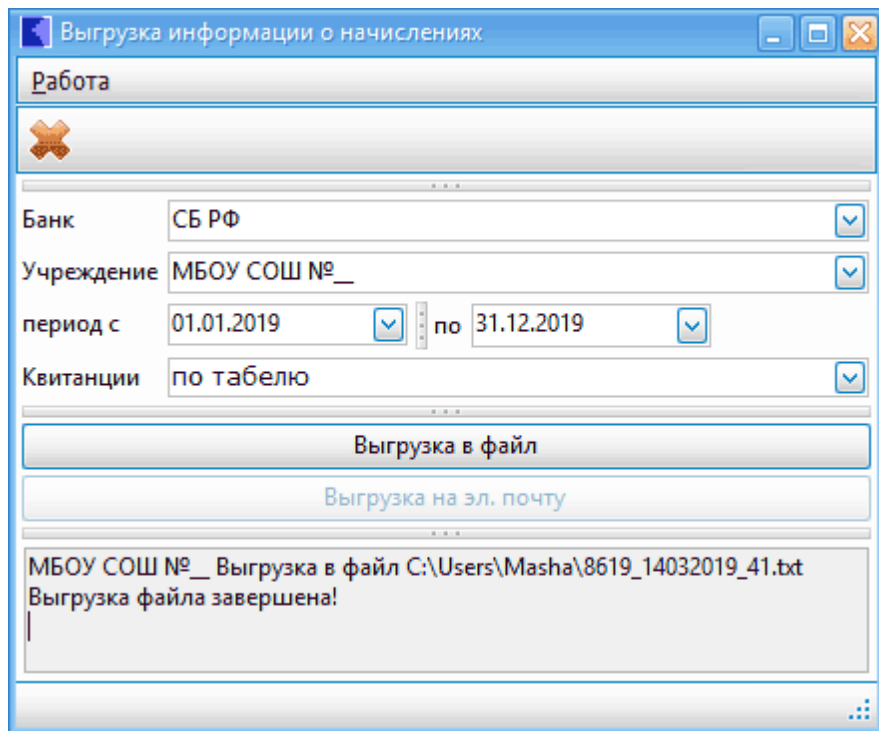 Выгрузка информации о начислениях
Работа
Банк СБ РФ
Учреждение МБОУ СОШ №__
период с 01.01.2019 по 31.12.2019
Квитанции по табелю
Выгрузка в файл
Выгрузка на эл. почту
МБОУ СОШ №__ Выгрузка в файл C:\Users\Masha\8619_14032019_41.txt
Выгрузка файла завершена!